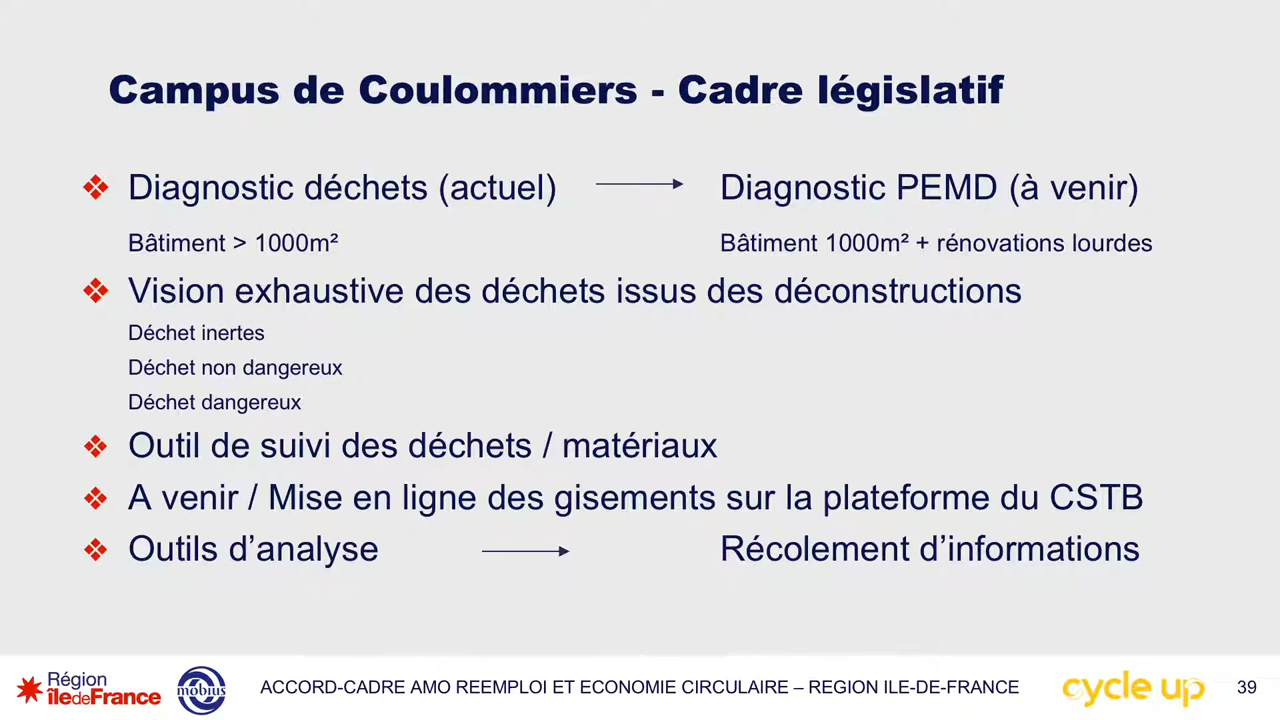 Campus de Coulommiers - Cadre législatif
Diagnostic déchets (actuel) Diagnostic PEMD (à venir)
Bâtiment > 1000m² Bâtiment 1000m² + rénovations lourdes
Vision exhaustive des déchets issus des déconstructions
Déchet inertes
Déchet non dangereux
Déchet dangereux
Outil de suivi des déchets / matériaux
A venir / Mise en ligne des gisements sur la plateforme du CSTB
Outils d’analyse Récolement d’informations
Région
îledeFrance
mobius
ACCORD-CADRE AMO REEMPLOI ET ECONOMIE CIRCULAIRE – REGION ILE-DE-FRANCE
cycle up
39